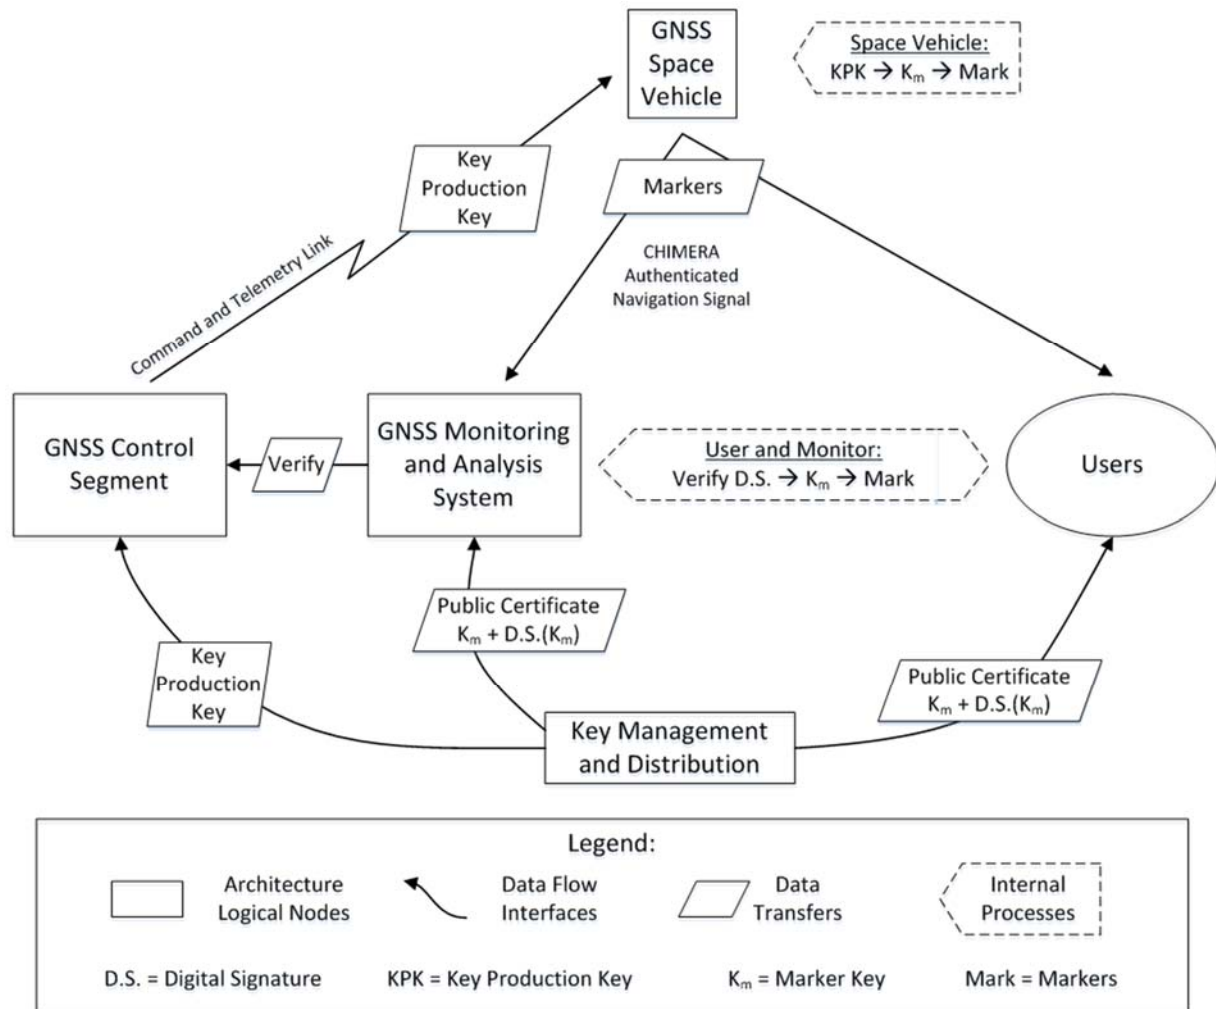 GNSS
Space
Vehicle
Space Vehicle:
KPK → Kₘ → Mark
Key
Production
Key
Markers
Command and Telemetry Link
CHIMERA
Authenticated
Navigation Signal
GNSS Control
Segment
Verify
GNSS Monitoring
and Analysis
System
User and Monitor:
Verify D.S. → Kₘ → Mark
Users
Public Certificate
Kₘ + D.S.(Kₘ)
Key
Production
Key
Public Certificate
Kₘ + D.S.(Kₘ)
Key Management
and Distribution
Legend:
Architecture
Logical Nodes
Data Flow
Interfaces
Data
Transfers
Internal
Processes
D.S. = Digital Signature
KPK = Key Production Key
Kₘ = Marker Key
Mark = Markers